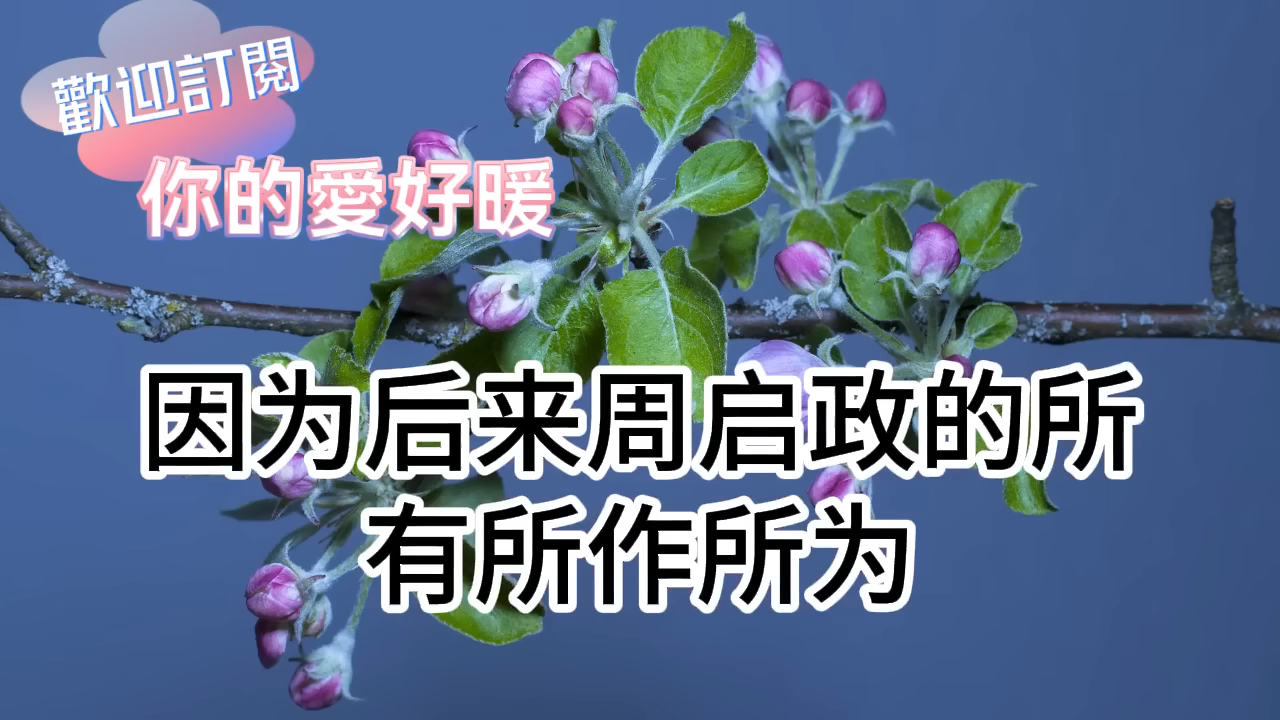 歡迎訂閱
你的愛好暖
因为后来周启政的所
有所作所为